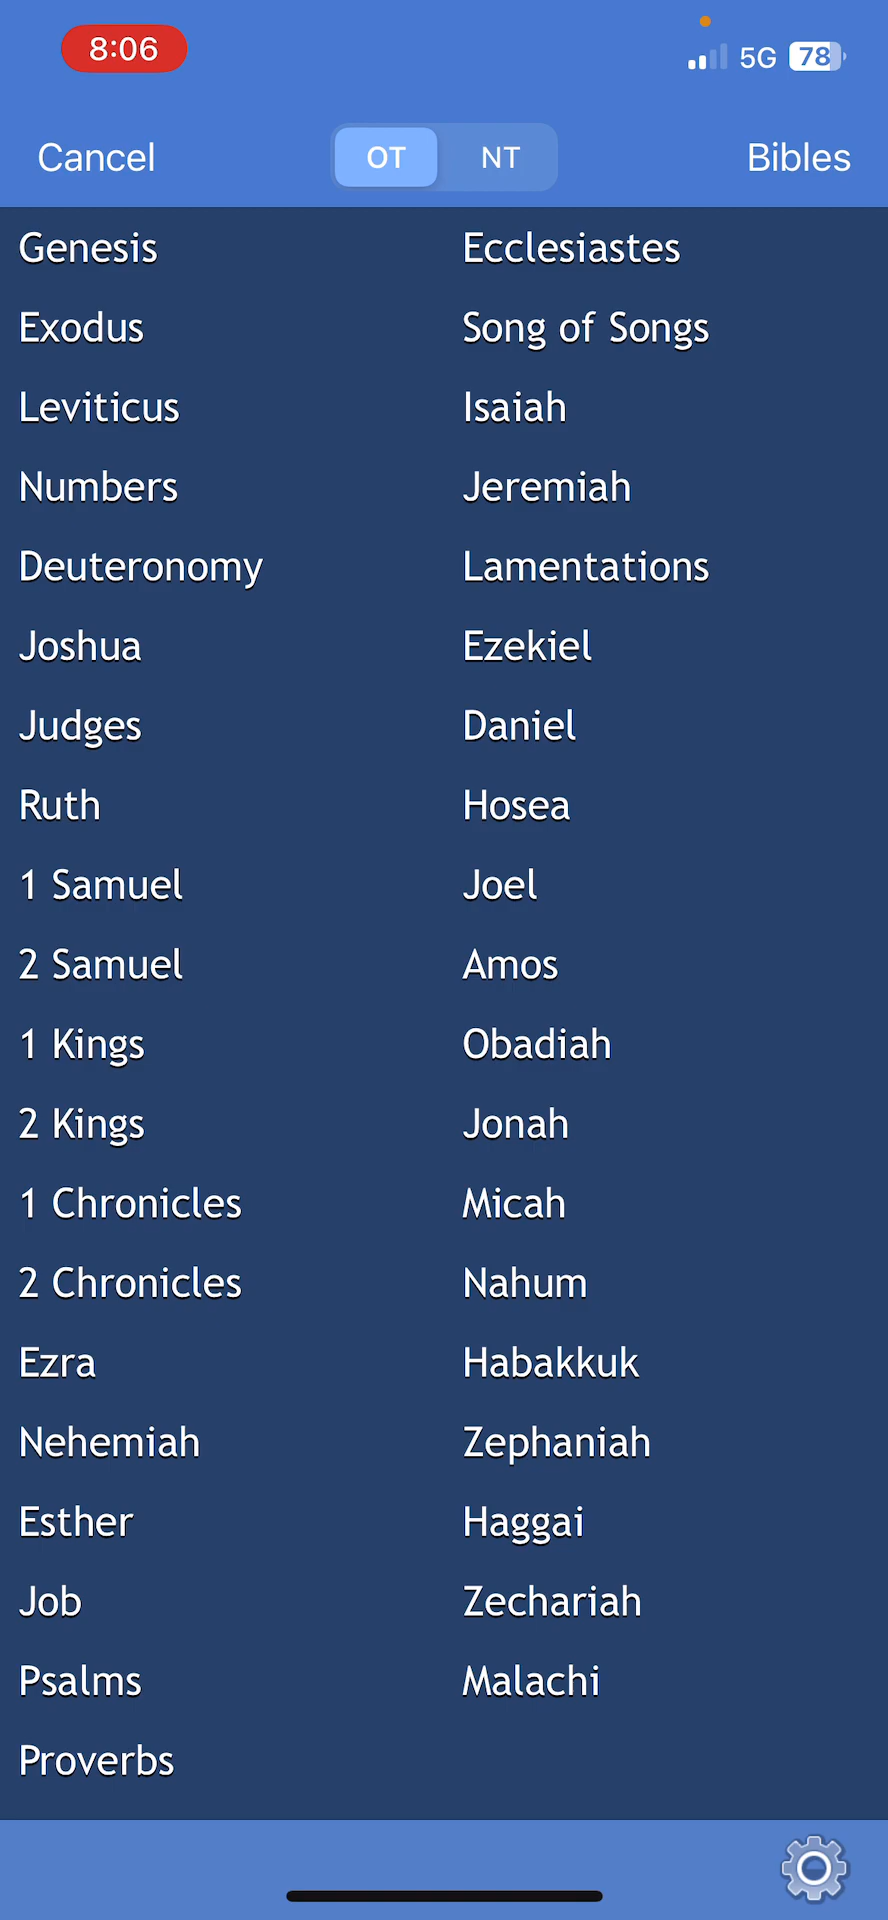 8:06
5G 78
Cancel OT NT Bibles
Genesis
Exodus
Leviticus
Numbers
Deuteronomy
Joshua
Judges
Ruth
1 Samuel
2 Samuel
1 Kings
2 Kings
1 Chronicles
2 Chronicles
Ezra
Nehemiah
Esther
Job
Psalms
Proverbs
Ecclesiastes
Song of Songs
Isaiah
Jeremiah
Lamentations
Ezekiel
Daniel
Hosea
Joel
Amos
Obadiah
Jonah
Micah
Nahum
Habakkuk
Zephaniah
Haggai
Zechariah
Malachi